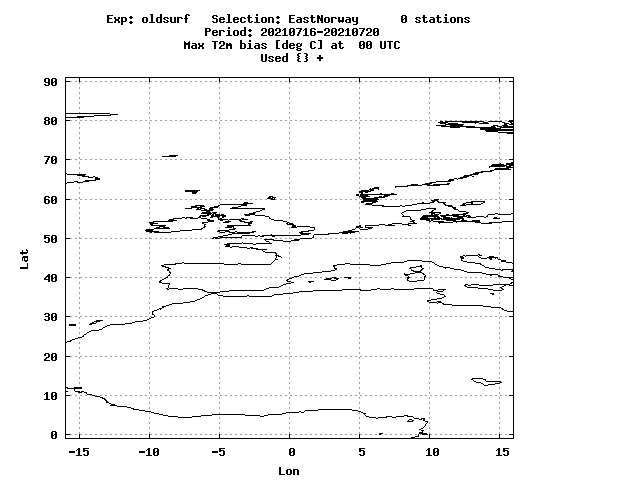 Exp: oldsurf   Selection: EastNorway      0 stations
Period: 20210716-20210720
Max T2m bias [deg C] at  00 UTC
Used {} +
90
80
70
60
50
40
30
20
10
0
Lat
-15 -10 -5 0 5 10 15
Lon